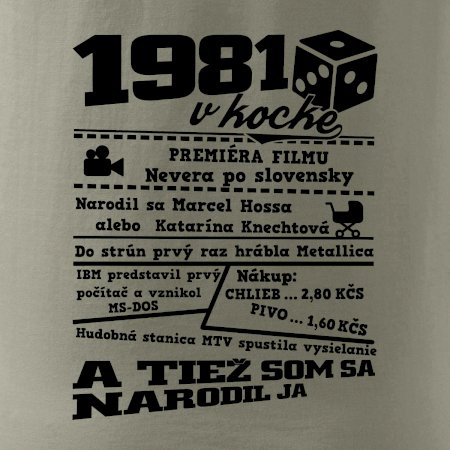 1981
v kocke
PREMIÉRA FILMU
Nevera po slovensky
Narodil sa Marcel Hossa
alebo Katarína Knechtová
Do strún prvý raz hrábla Metallica
IBM predstavil prvý
počítač a vznikol
MS-DOS
Nákup:
CHLIEB ... 2,80 KČS
PIVO ... 1,60 KČS
Hudobná stanica MTV spustila vysielanie
A TIEŽ SOM SA
NARODIL JA